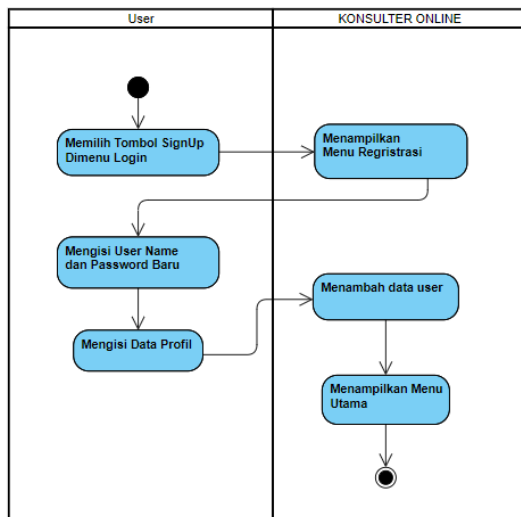 User
KONSULTER ONLINE
Memilih Tombol SignUp
Dimenu Login
Menampilkan
Menu Regristrasi
Mengisi User Name
dan Password Baru
Menambah data user
Mengisi Data Profil
Menampilkan Menu
Utama